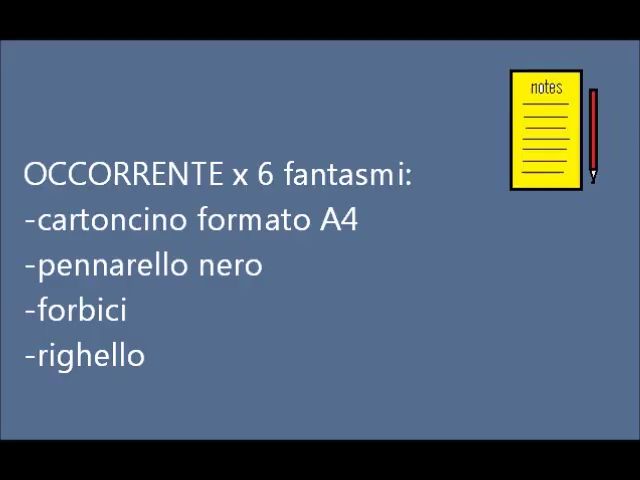 notes
OCCORRENTE x 6 fantasmi:
-cartoncino formato A4
-pennarello nero
-forbici
-righello